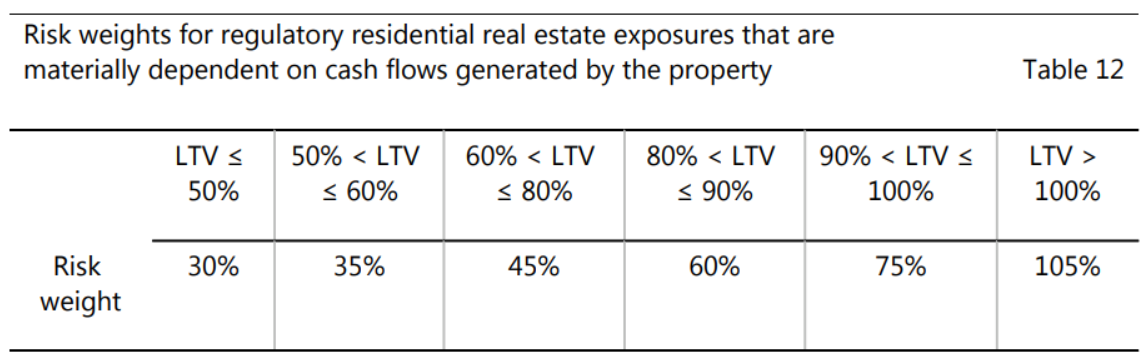 Risk weights for regulatory residential real estate exposures that are
materially dependent on cash flows generated by the property Table 12
LTV ≤ 50% < LTV 60% < LTV 80% < LTV 90% < LTV ≤ LTV >
50% ≤ 60% ≤ 80% ≤ 90% 100% 100%
Risk 30% 35% 45% 60% 75% 105%
weight